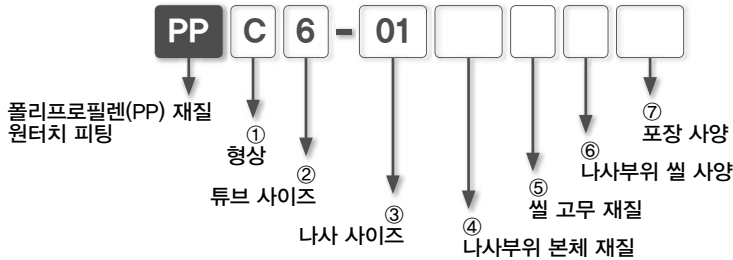 PP C 6 - 01
폴리프로필렌(PP) 재질
원터치 피팅
①
형상
②
튜브 사이즈
③
나사 사이즈
④
나사부위 본체 재질
⑤
씰 고무 재질
⑥
나사부위 씰 사양
⑦
포장 사양